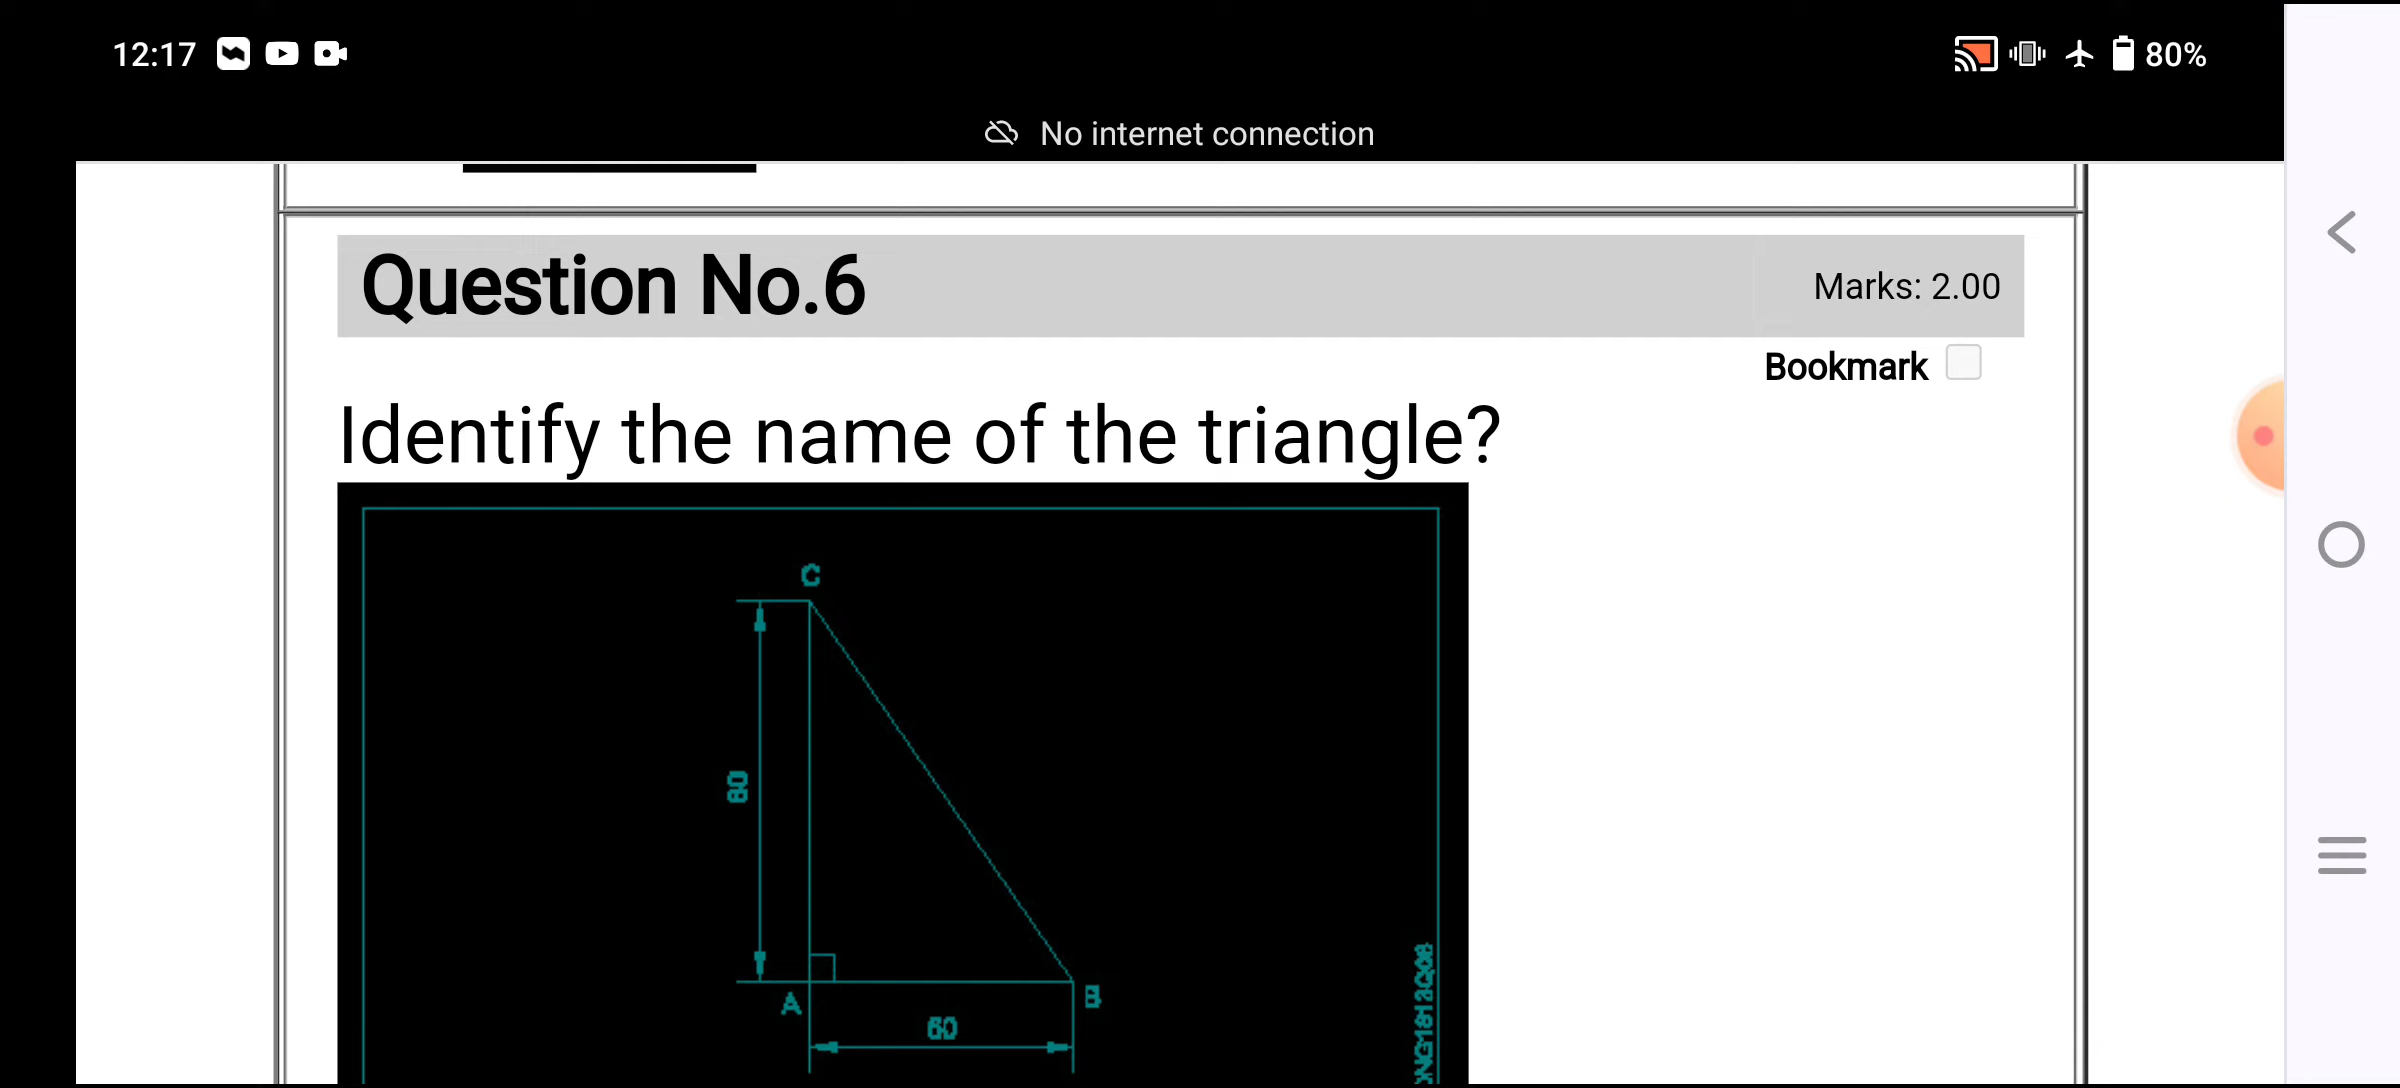 12:17
80%
No internet connection
Question No.6
Marks: 2.00
Bookmark
Identify the name of the triangle?
C
80
A
B
60